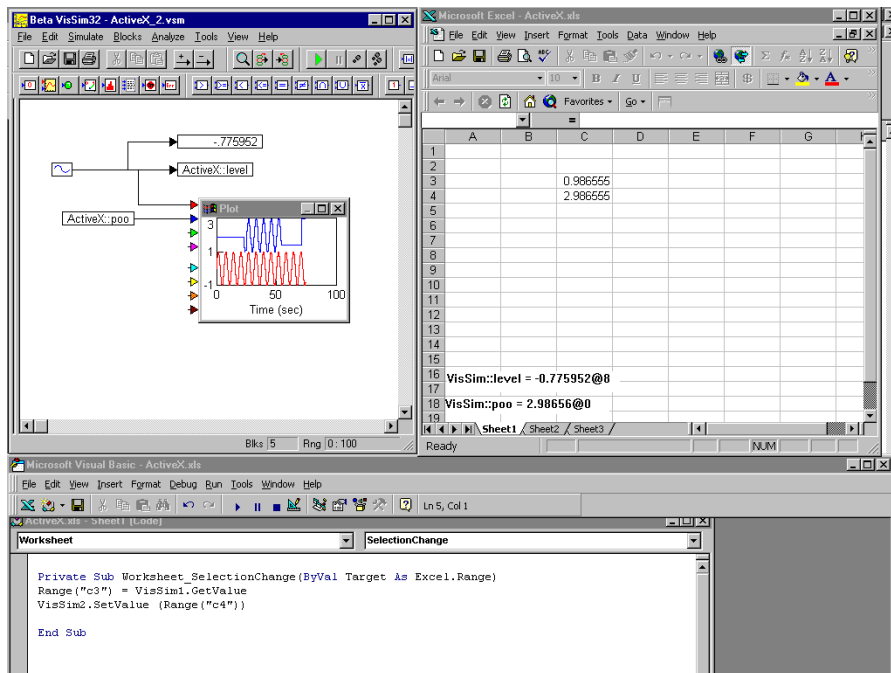 Beta VisSim32 - ActiveX_2.vsm
File Edit Simulate Blocks Analyze Tools View Help
-.775952
ActiveX::level
ActiveX::poo
Plot
3
1
-1
0 50 100
Time (sec)
Blks 5 Rng 0 : 100
Microsoft Excel - ActiveX.xls
File Edit View Insert Format Tools Data Window Help
Arial 10 B I U
Favorites Go
=
A B C D E F G
1
2
3 0.986555
4 2.986555
5
6
7
8
9
10
11
12
13
14
15
16 VisSim::level = -0.775952@8
17
18 VisSim::poo = 2.98656@0
19
Sheet1 Sheet2 Sheet3
Ready NUM
Microsoft Visual Basic - ActiveX.xls
File Edit View Insert Format Debug Run Tools Window Help
Ln 5, Col 1
ActiveX.xls - Sheet1 [Code]
Worksheet SelectionChange
Private Sub Worksheet_SelectionChange(ByVal Target As Excel.Range)
Range("c3") = VisSim1.GetValue
VisSim2.SetValue (Range("c4"))
End Sub